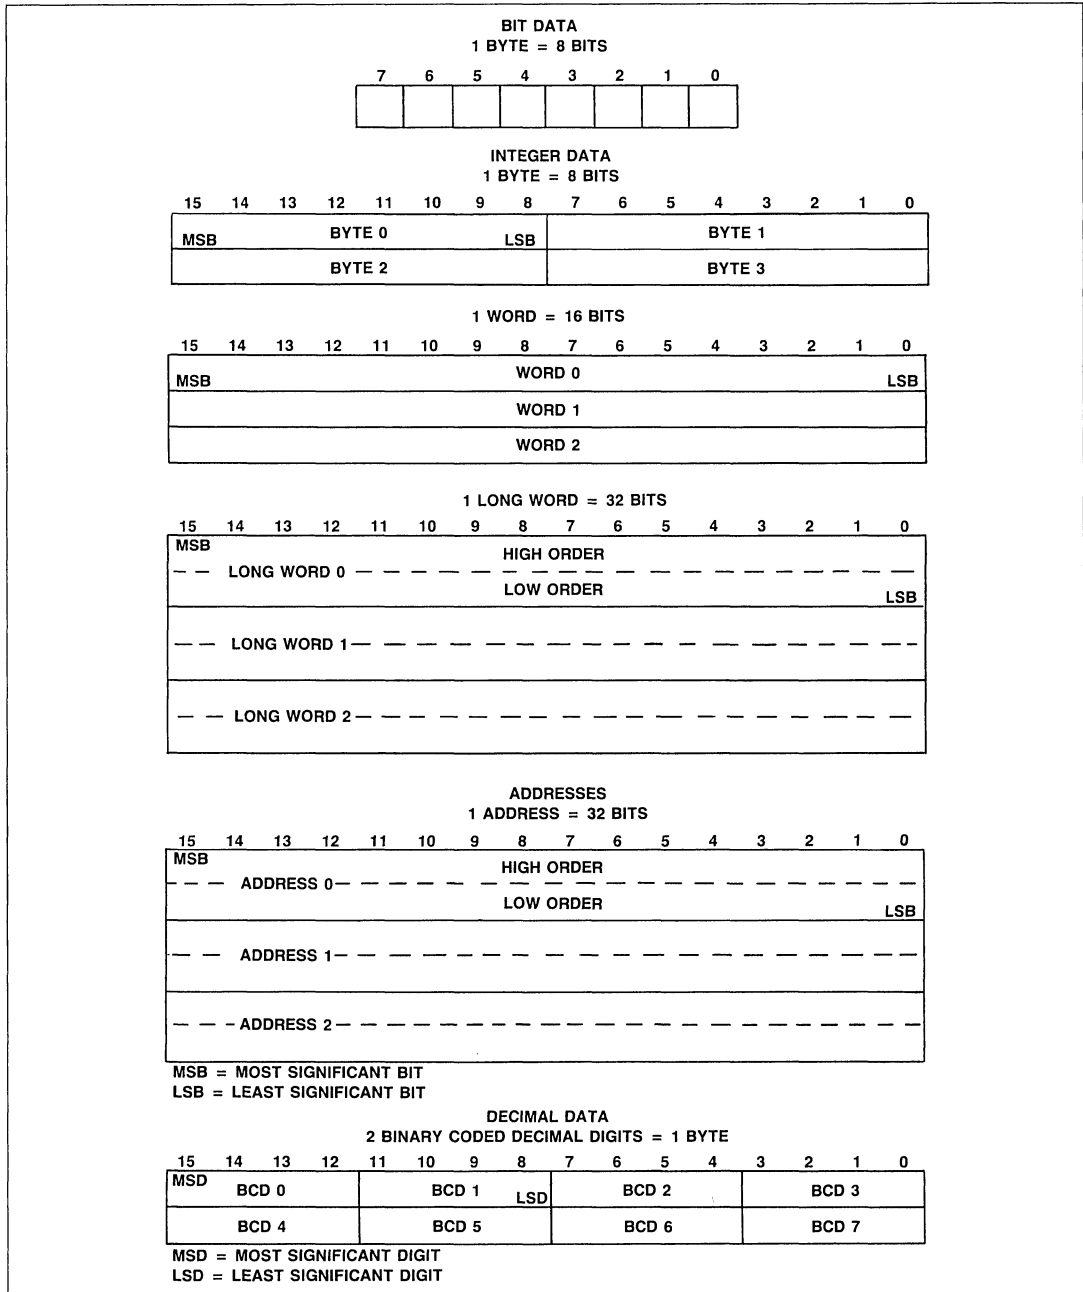 BIT DATA
1 BYTE = 8 BITS
7 6 5 4 3 2 1 0
INTEGER DATA
1 BYTE = 8 BITS
15 14 13 12 11 10 9 8 7 6 5 4 3 2 1 0
MSB BYTE 0 LSB BYTE 1
BYTE 2 BYTE 3
1 WORD = 16 BITS
15 14 13 12 11 10 9 8 7 6 5 4 3 2 1 0
MSB WORD 0 LSB
WORD 1
WORD 2
1 LONG WORD = 32 BITS
15 14 13 12 11 10 9 8 7 6 5 4 3 2 1 0
MSB HIGH ORDER
LONG WORD 0
LOW ORDER LSB
LONG WORD 1
LONG WORD 2
ADDRESSES
1 ADDRESS = 32 BITS
15 14 13 12 11 10 9 8 7 6 5 4 3 2 1 0
MSB HIGH ORDER
ADDRESS 0
LOW ORDER LSB
ADDRESS 1
ADDRESS 2
MSB = MOST SIGNIFICANT BIT
LSB = LEAST SIGNIFICANT BIT
DECIMAL DATA
2 BINARY CODED DECIMAL DIGITS = 1 BYTE
15 14 13 12 11 10 9 8 7 6 5 4 3 2 1 0
MSD BCD 0 BCD 1 LSD BCD 2 BCD 3
BCD 4 BCD 5 BCD 6 BCD 7
MSD = MOST SIGNIFICANT DIGIT
LSD = LEAST SIGNIFICANT DIGIT